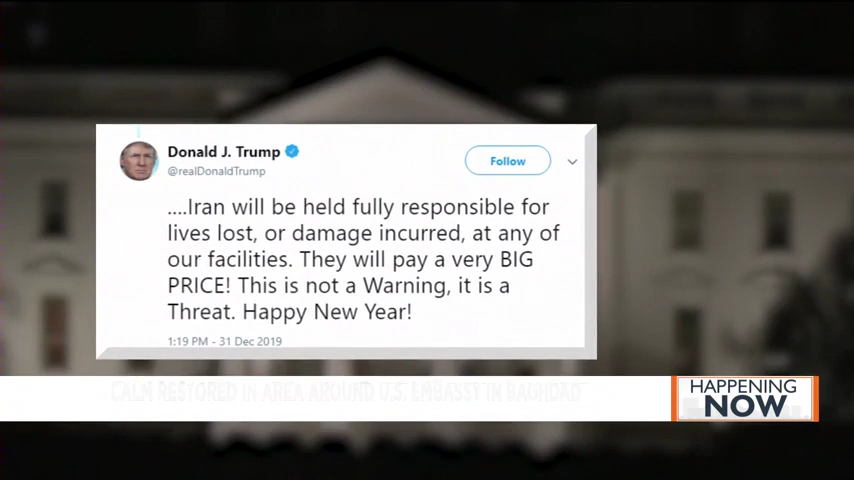 Donald J. Trump
Follow
@realDonaldTrump
....Iran will be held fully responsible for
lives lost, or damage incurred, at any of
our facilities. They will pay a very BIG
PRICE! This is not a Warning, it is a
Threat. Happy New Year!
1:19 PM - 31 Dec 2019
CALM RESTORED IN AREA AROUND U.S. EMBASSY IN BAGHDAD
HAPPENING
NOW